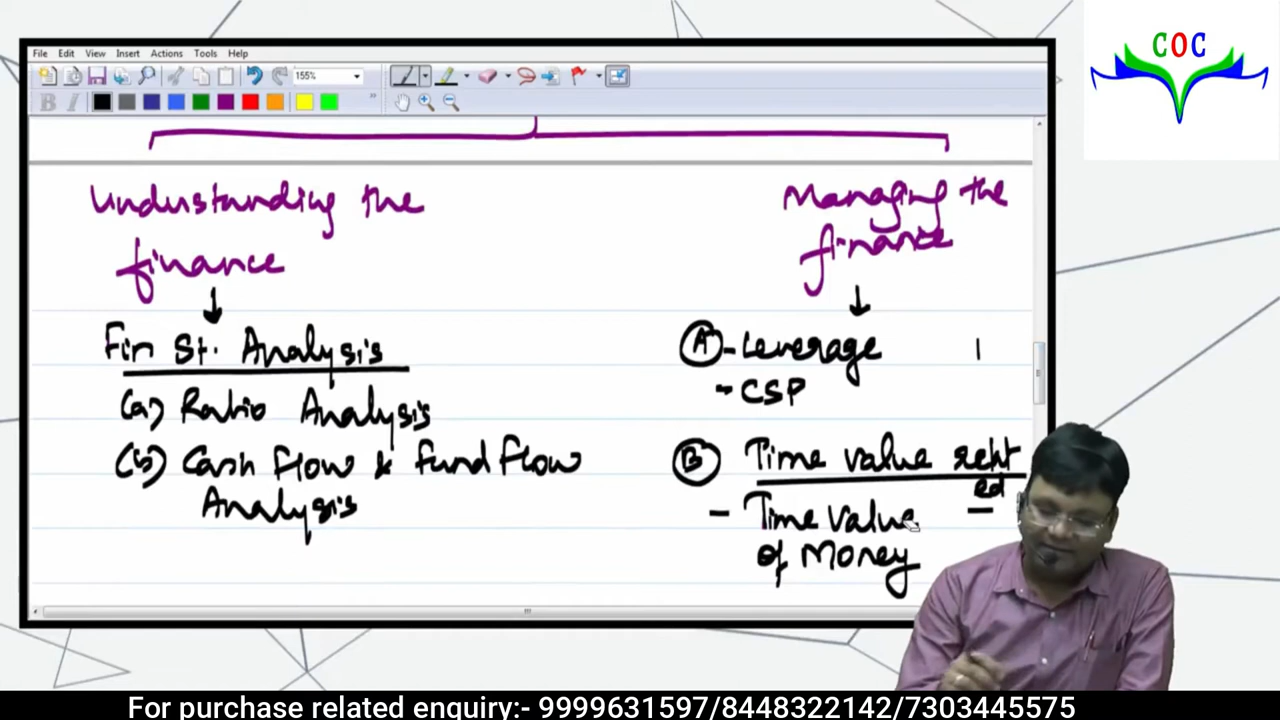 COC
File Edit View Insert Actions Tools Help
155%
B I
Understanding the
finance
Fin St. Analysis
(a) Ratio Analysis
(b) Cash flow & fund flow
Analysis
Managing the
finance
(A) - Leverage
- CSP
(B) Time value relat
ed
- Time value
of Money
For purchase related enquiry:- 9999631597/8448322142/7303445575